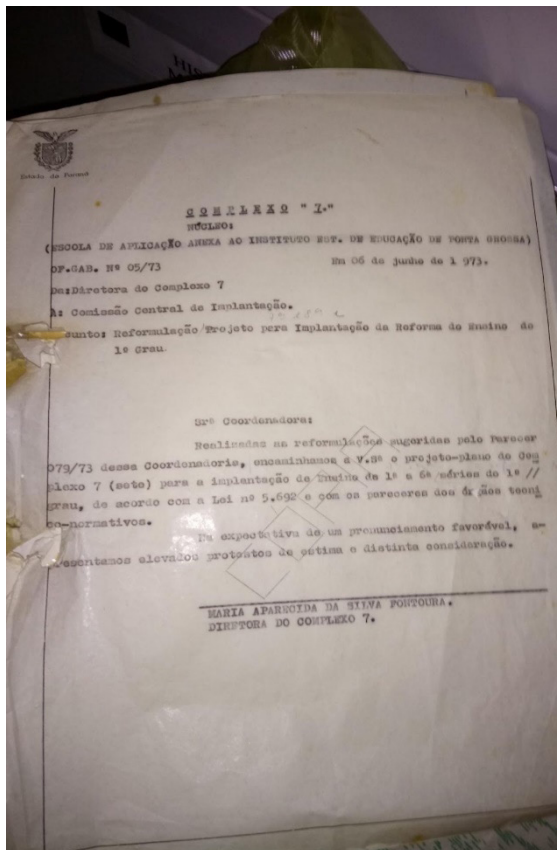 HIS
Estado do Paraná
COMPLEXO "7."
NÚCLEO:
(ESCOLA DE APLICAÇÃO ANEXA AO INSTITUTO EST. DE EDUCAÇÃO DE PONTA GROSSA)
OF.GAB. Nº 05/73 Em 06 de junho de 1 973.
Da:Diretora do Complexo 7
À: Comissão Central de Implantação.
sunto: Reformulação/Projeto para Implantação da Reforma do Ensino de
1º Grau
Srª Coordenadora:
Realizadas as reformulações sugeridas pelo Parecer
079/73 dessa Coordenadoria, encaminhamos a V.Sª o projeto-plano do Com
plexo 7 (sete) para a implantação do Ensino de 1ª a 6ª séries do 1º //
grau, de acordo com a Lei nº 5.692 e com os pareceres dos órgãos tecni
co-normativos.
Na expectativa de um pronunciamento favorável, a-
presentamos elevados protestos de estima e distinta consideração.
MARIA APARECIDA DA SILVA FONTOURA.
DIRETORA DO COMPLEXO 7.